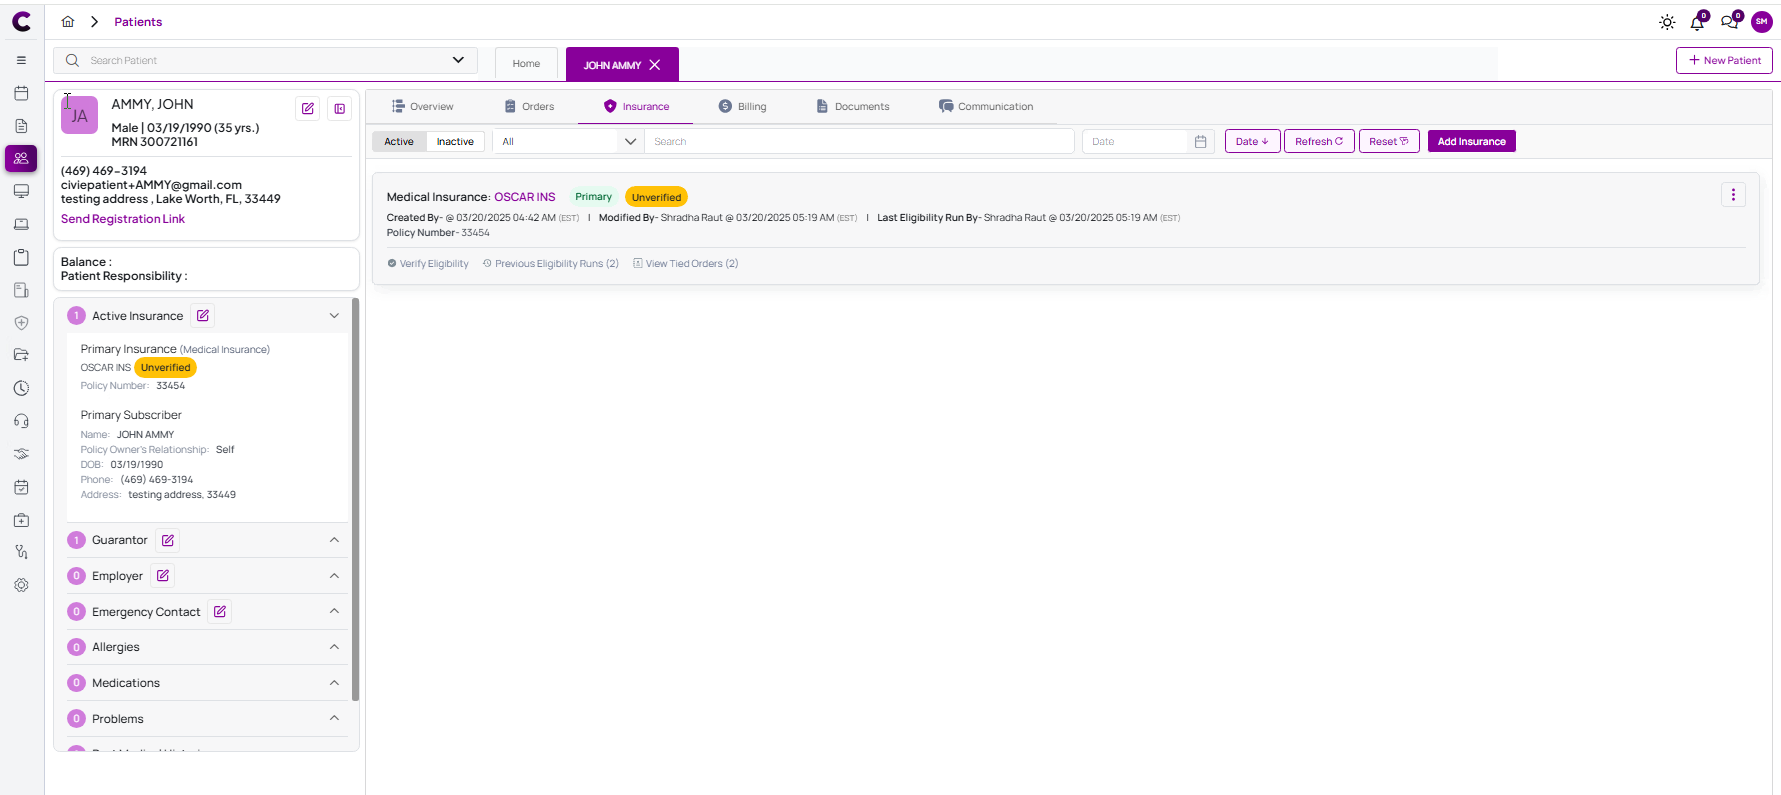 Patients
0
0
SM
Search Patient
Home
JOHN AMMY
New Patient
JA
AMMY, JOHN
Male | 03/19/1990 (35 yrs.)
MRN 300721161
(469) 469-3194
civiepatient+AMMY@gmail.com
testing address , Lake Worth, FL, 33449
Send Registration Link
Balance :
Patient Responsibility :
1 Active Insurance
Primary Insurance (Medical Insurance)
OSCAR INS Unverified
Policy Number: 33454
Primary Subscriber
Name: JOHN AMMY
Policy Owner's Relationship: Self
DOB: 03/19/1990
Phone: (469) 469-3194
Address: testing address, 33449
1 Guarantor
0 Employer
0 Emergency Contact
0 Allergies
0 Medications
0 Problems
Overview Orders Insurance Billing Documents Communication
Active Inactive All Search Date Date Refresh Reset Add Insurance
Medical Insurance: OSCAR INS Primary Unverified
Created By- @ 03/20/2025 04:42 AM (EST) | Modified By- Shradha Raut @ 03/20/2025 05:19 AM (EST) | Last Eligibility Run By- Shradha Raut @ 03/20/2025 05:19 AM (EST)
Policy Number- 33454
Verify Eligibility Previous Eligibility Runs (2) View Tied Orders (2)